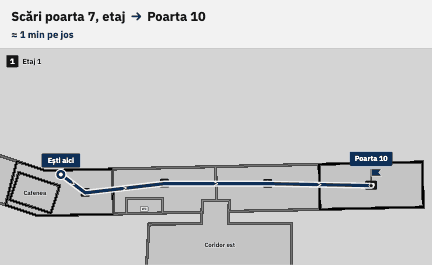 Scări poarta 7, etaj → Poarta 10
≈ 1 min pe jos
1 Etaj 1
Ești aici
Poarta 10
Cafenea
Coridor est